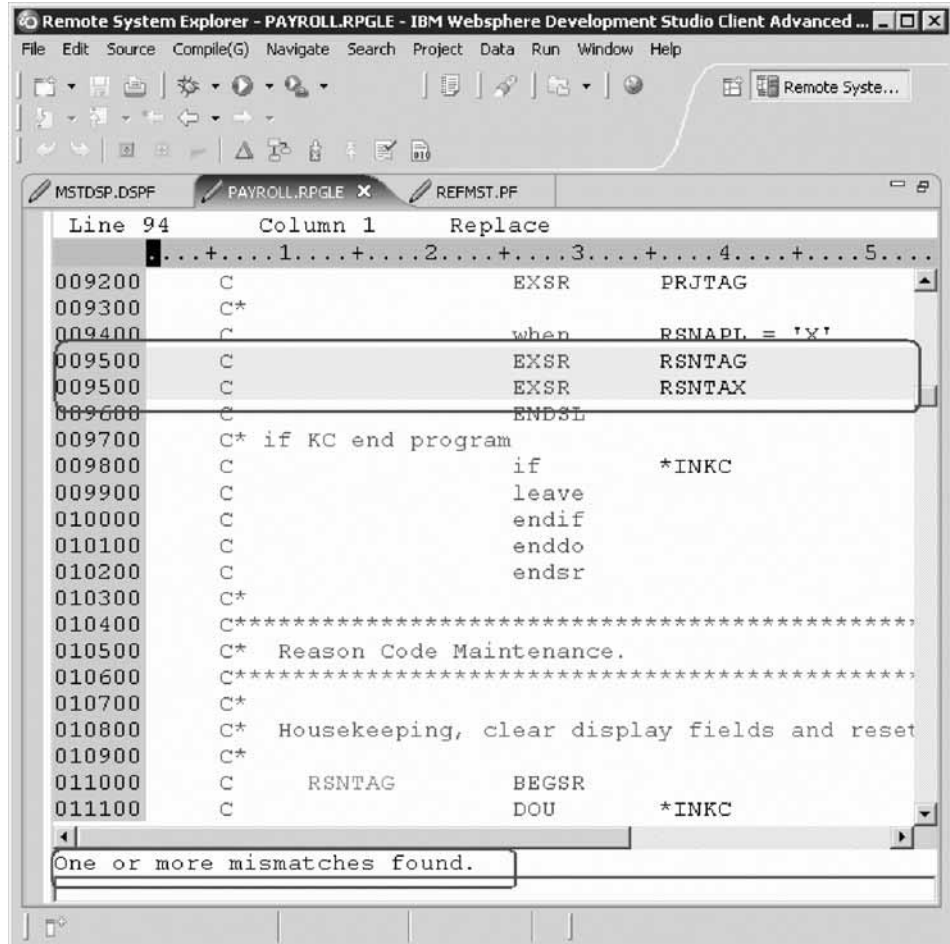 Remote System Explorer - PAYROLL.RPGLE - IBM Websphere Development Studio Client Advanced ...
File Edit Source Compile(G) Navigate Search Project Data Run Window Help
Remote Syste...
MSTDSP.DSPF PAYROLL.RPGLE X REFMST.PF
Line 94 Column 1 Replace
....+....1....+....2....+....3....+....4....+....5....
009200 C EXSR PRJTAG
009300 C*
009400 C when RSNAPL = 'X'
009500 C EXSR RSNTAG
009500 C EXSR RSNTAX
009600 C ENDSL
009700 C* if KC end program
009800 C if *INKC
009900 C leave
010000 C endif
010100 C enddo
010200 C endsr
010300 C*
010400 C************************************************
010500 C* Reason Code Maintenance.
010600 C************************************************
010700 C*
010800 C* Housekeeping, clear display fields and reset
010900 C*
011000 C RSNTAG BEGSR
011100 C DOU *INKC
One or more mismatches found.